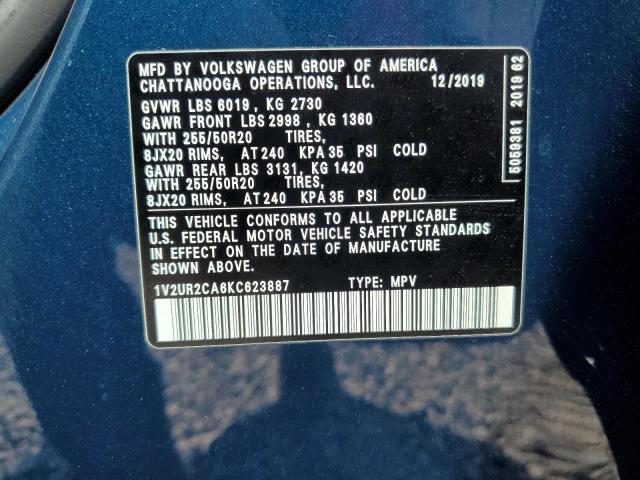 MFD BY VOLKSWAGEN GROUP OF AMERICA
CHATTANOOGA OPERATIONS, LLC. 12/2019
GVWR LBS 6019, KG 2730
GAWR FRONT LBS 2998, KG 1360
WITH 255/50R20 TIRES,
8JX20 RIMS, AT 240 KPA 35 PSI COLD
GAWR REAR LBS 3131, KG 1420
WITH 255/50R20 TIRES,
8JX20 RIMS, AT 240 KPA 35 PSI COLD
THIS VEHICLE CONFORMS TO ALL APPLICABLE
U.S. FEDERAL MOTOR VEHICLE SAFETY STANDARDS
IN EFFECT ON THE DATE OF MANUFACTURE
SHOWN ABOVE.
1V2UR2CA6KC623887 TYPE: MPV
5059381 2019 62